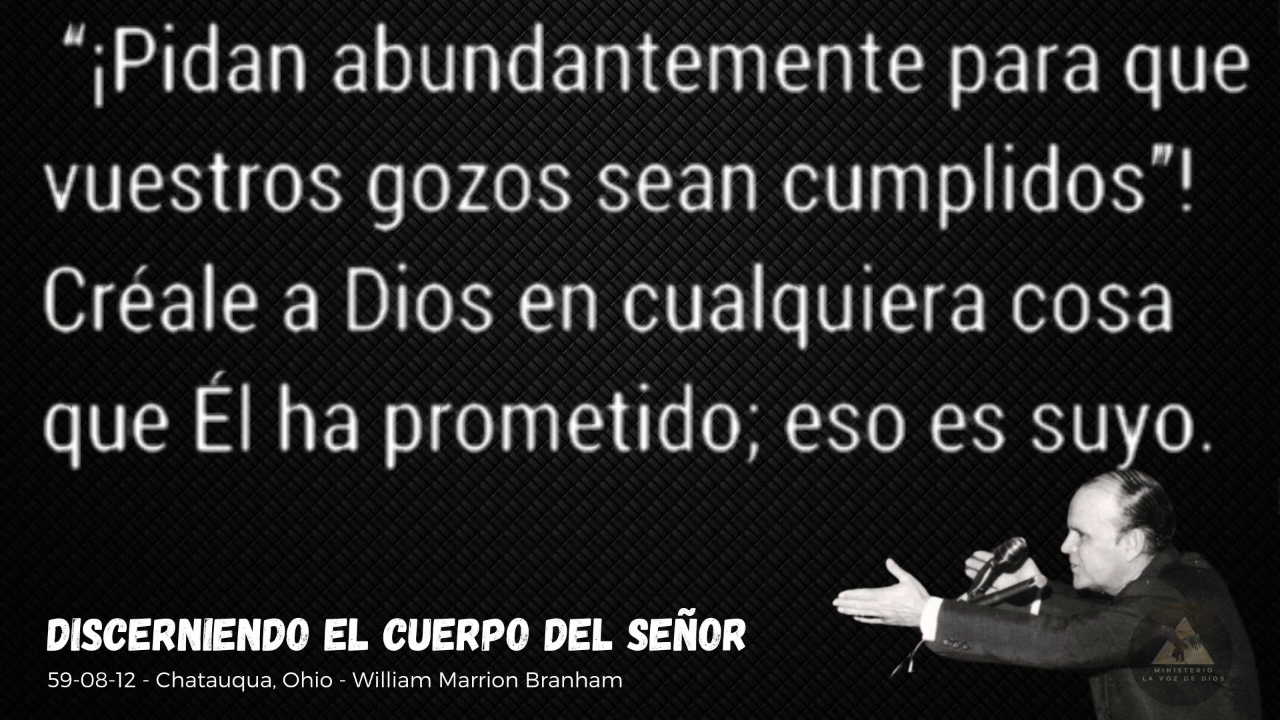 “¡Pidan abundantemente para que
vuestros gozos sean cumplidos”!
Créale a Dios en cualquiera cosa
que Él ha prometido; eso es suyo.
DISCERNIENDO EL CUERPO DEL SEÑOR
59-08-12 - Chatauqua, Ohio - William Marrion Branham
MINISTERIO
LA VOZ DE DIOS